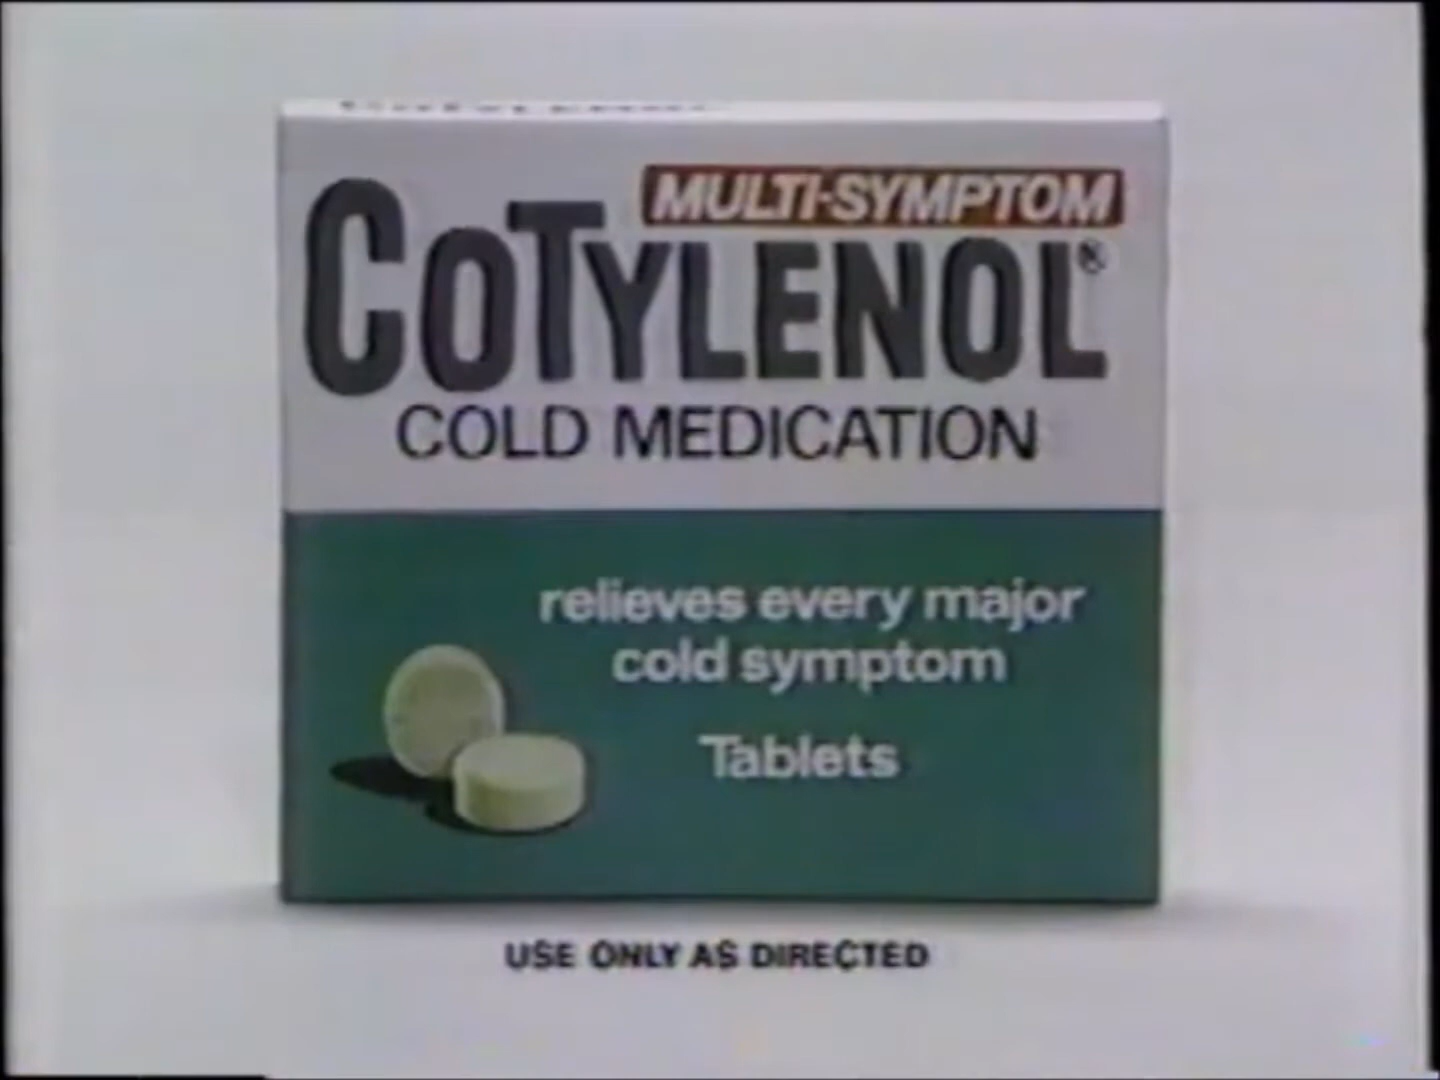 MULTI-SYMPTOM
COTYLENOL®
COLD MEDICATION
relieves every major
cold symptom
Tablets
USE ONLY AS DIRECTED